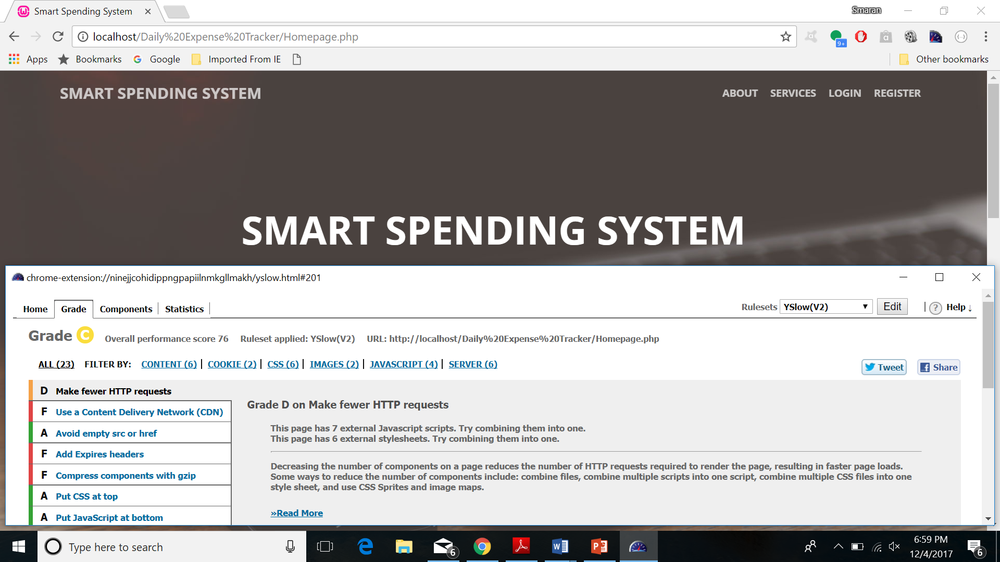 Smart Spending System
Smaran
localhost/Daily%20Expense%20Tracker/Homepage.php
9+
Apps
Bookmarks
Google
Imported From IE
Other bookmarks
SMART SPENDING SYSTEM
ABOUT SERVICES LOGIN REGISTER
SMART SPENDING SYSTEM
chrome-extension://ninejjcohidippngpapiilnmkgllmakh/yslow.html#201
Home Grade Components Statistics
Rulesets YSlow(V2) Edit ? Help ↓
Grade C Overall performance score 76 Ruleset applied: YSlow(V2) URL: http://localhost/Daily%20Expense%20Tracker/Homepage.php
ALL (23) FILTER BY: CONTENT (6) | COOKIE (2) | CSS (6) | IMAGES (2) | JAVASCRIPT (4) | SERVER (6)
Tweet Share
D Make fewer HTTP requests
F Use a Content Delivery Network (CDN)
A Avoid empty src or href
F Add Expires headers
F Compress components with gzip
A Put CSS at top
A Put JavaScript at bottom
Grade D on Make fewer HTTP requests
This page has 7 external Javascript scripts. Try combining them into one.
This page has 6 external stylesheets. Try combining them into one.
Decreasing the number of components on a page reduces the number of HTTP requests required to render the page, resulting in faster page loads.
Some ways to reduce the number of components include: combine files, combine multiple scripts into one script, combine multiple CSS files into one
style sheet, and use CSS Sprites and image maps.
»Read More
Type here to search
6
6:59 PM
12/4/2017
6